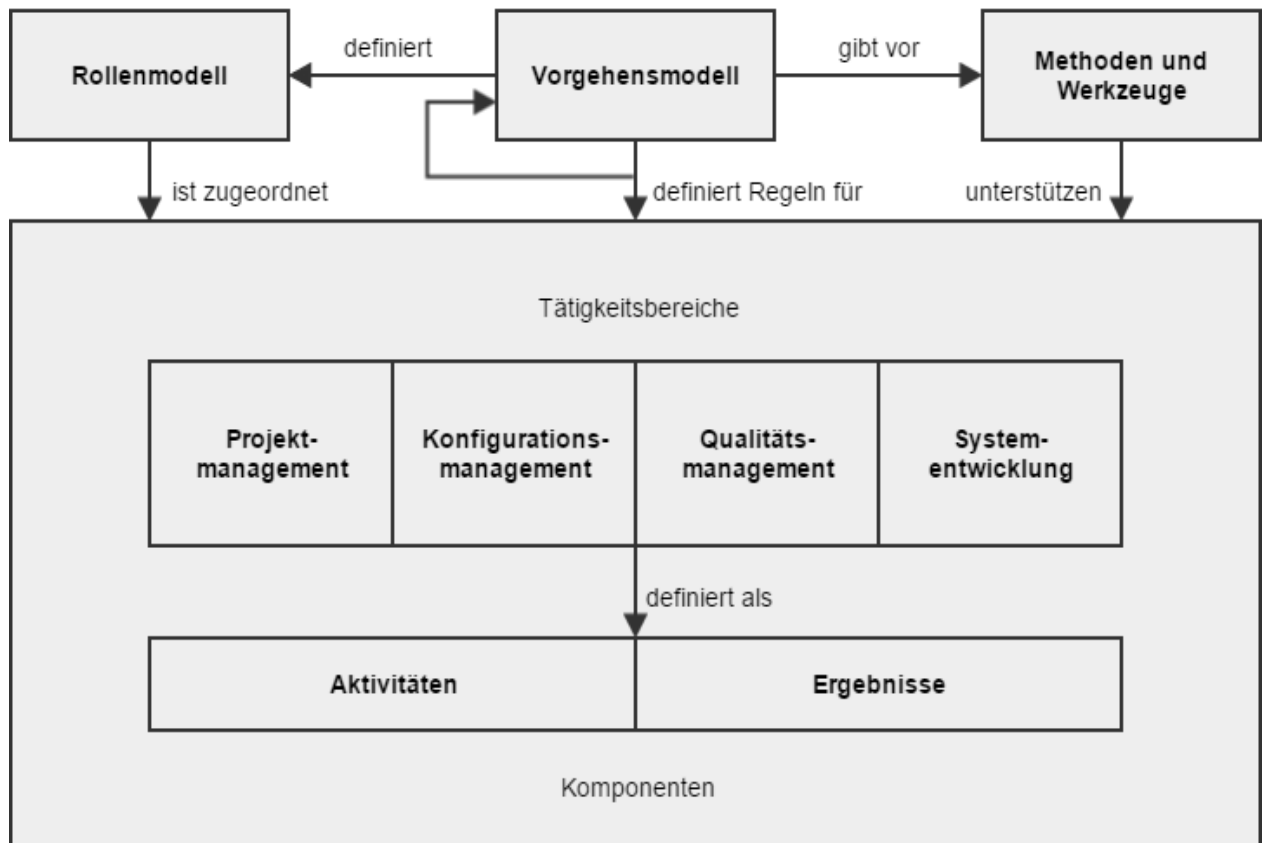 definiert
gibt vor
Rollenmodell
Vorgehensmodell
Methoden und
Werkzeuge
ist zugeordnet
definiert Regeln für
unterstützen
Tätigkeitsbereiche
Projekt-
management
Konfigurations-
management
Qualitäts-
management
System-
entwicklung
definiert als
Aktivitäten
Ergebnisse
Komponenten